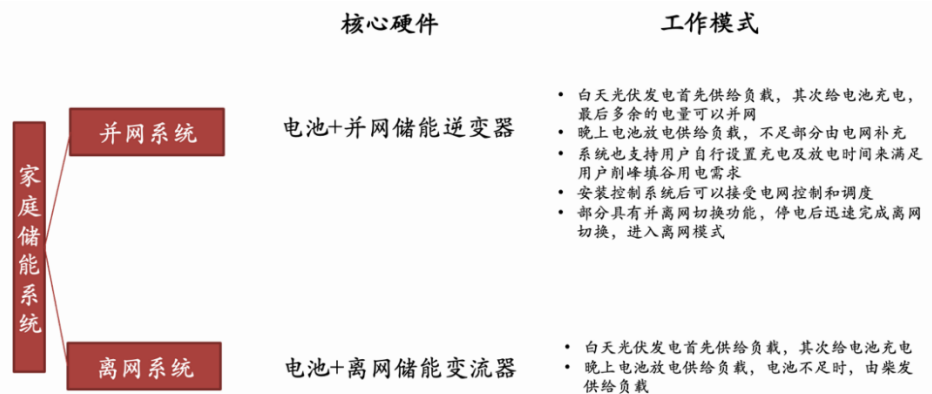 核心硬件
工作模式
家庭储能系统
并网系统
电池+并网储能逆变器
• 白天光伏发电首先供给负载，其次给电池充电，
最后多余的电量可以并网
• 晚上电池放电供给负载，不足部分由电网补充
• 系统也支持用户自行设置充电及放电时间来满足
用户削峰填谷用电需求
• 安装控制系统后可以接受电网控制和调度
• 部分具有并离网切换功能，停电后迅速完成离网
切换，进入离网模式
离网系统
电池+离网储能变流器
• 白天光伏发电首先供给负载，其次给电池充电
• 晚上电池放电供给负载，电池不足时，由柴发
供给负载